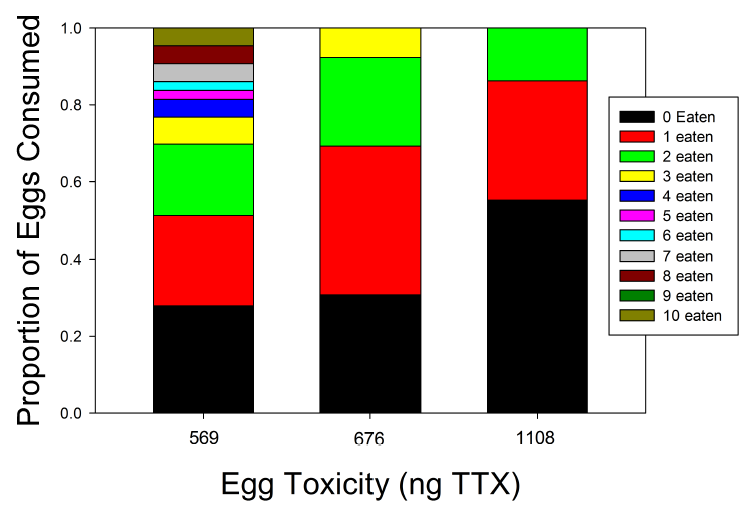 Proportion of Eggs Consumed
1.0
0.8
0.6
0.4
0.2
0.0
569
676
1108
Egg Toxicity (ng TTX)
0 Eaten
1 eaten
2 eaten
3 eaten
4 eaten
5 eaten
6 eaten
7 eaten
8 eaten
9 eaten
10 eaten